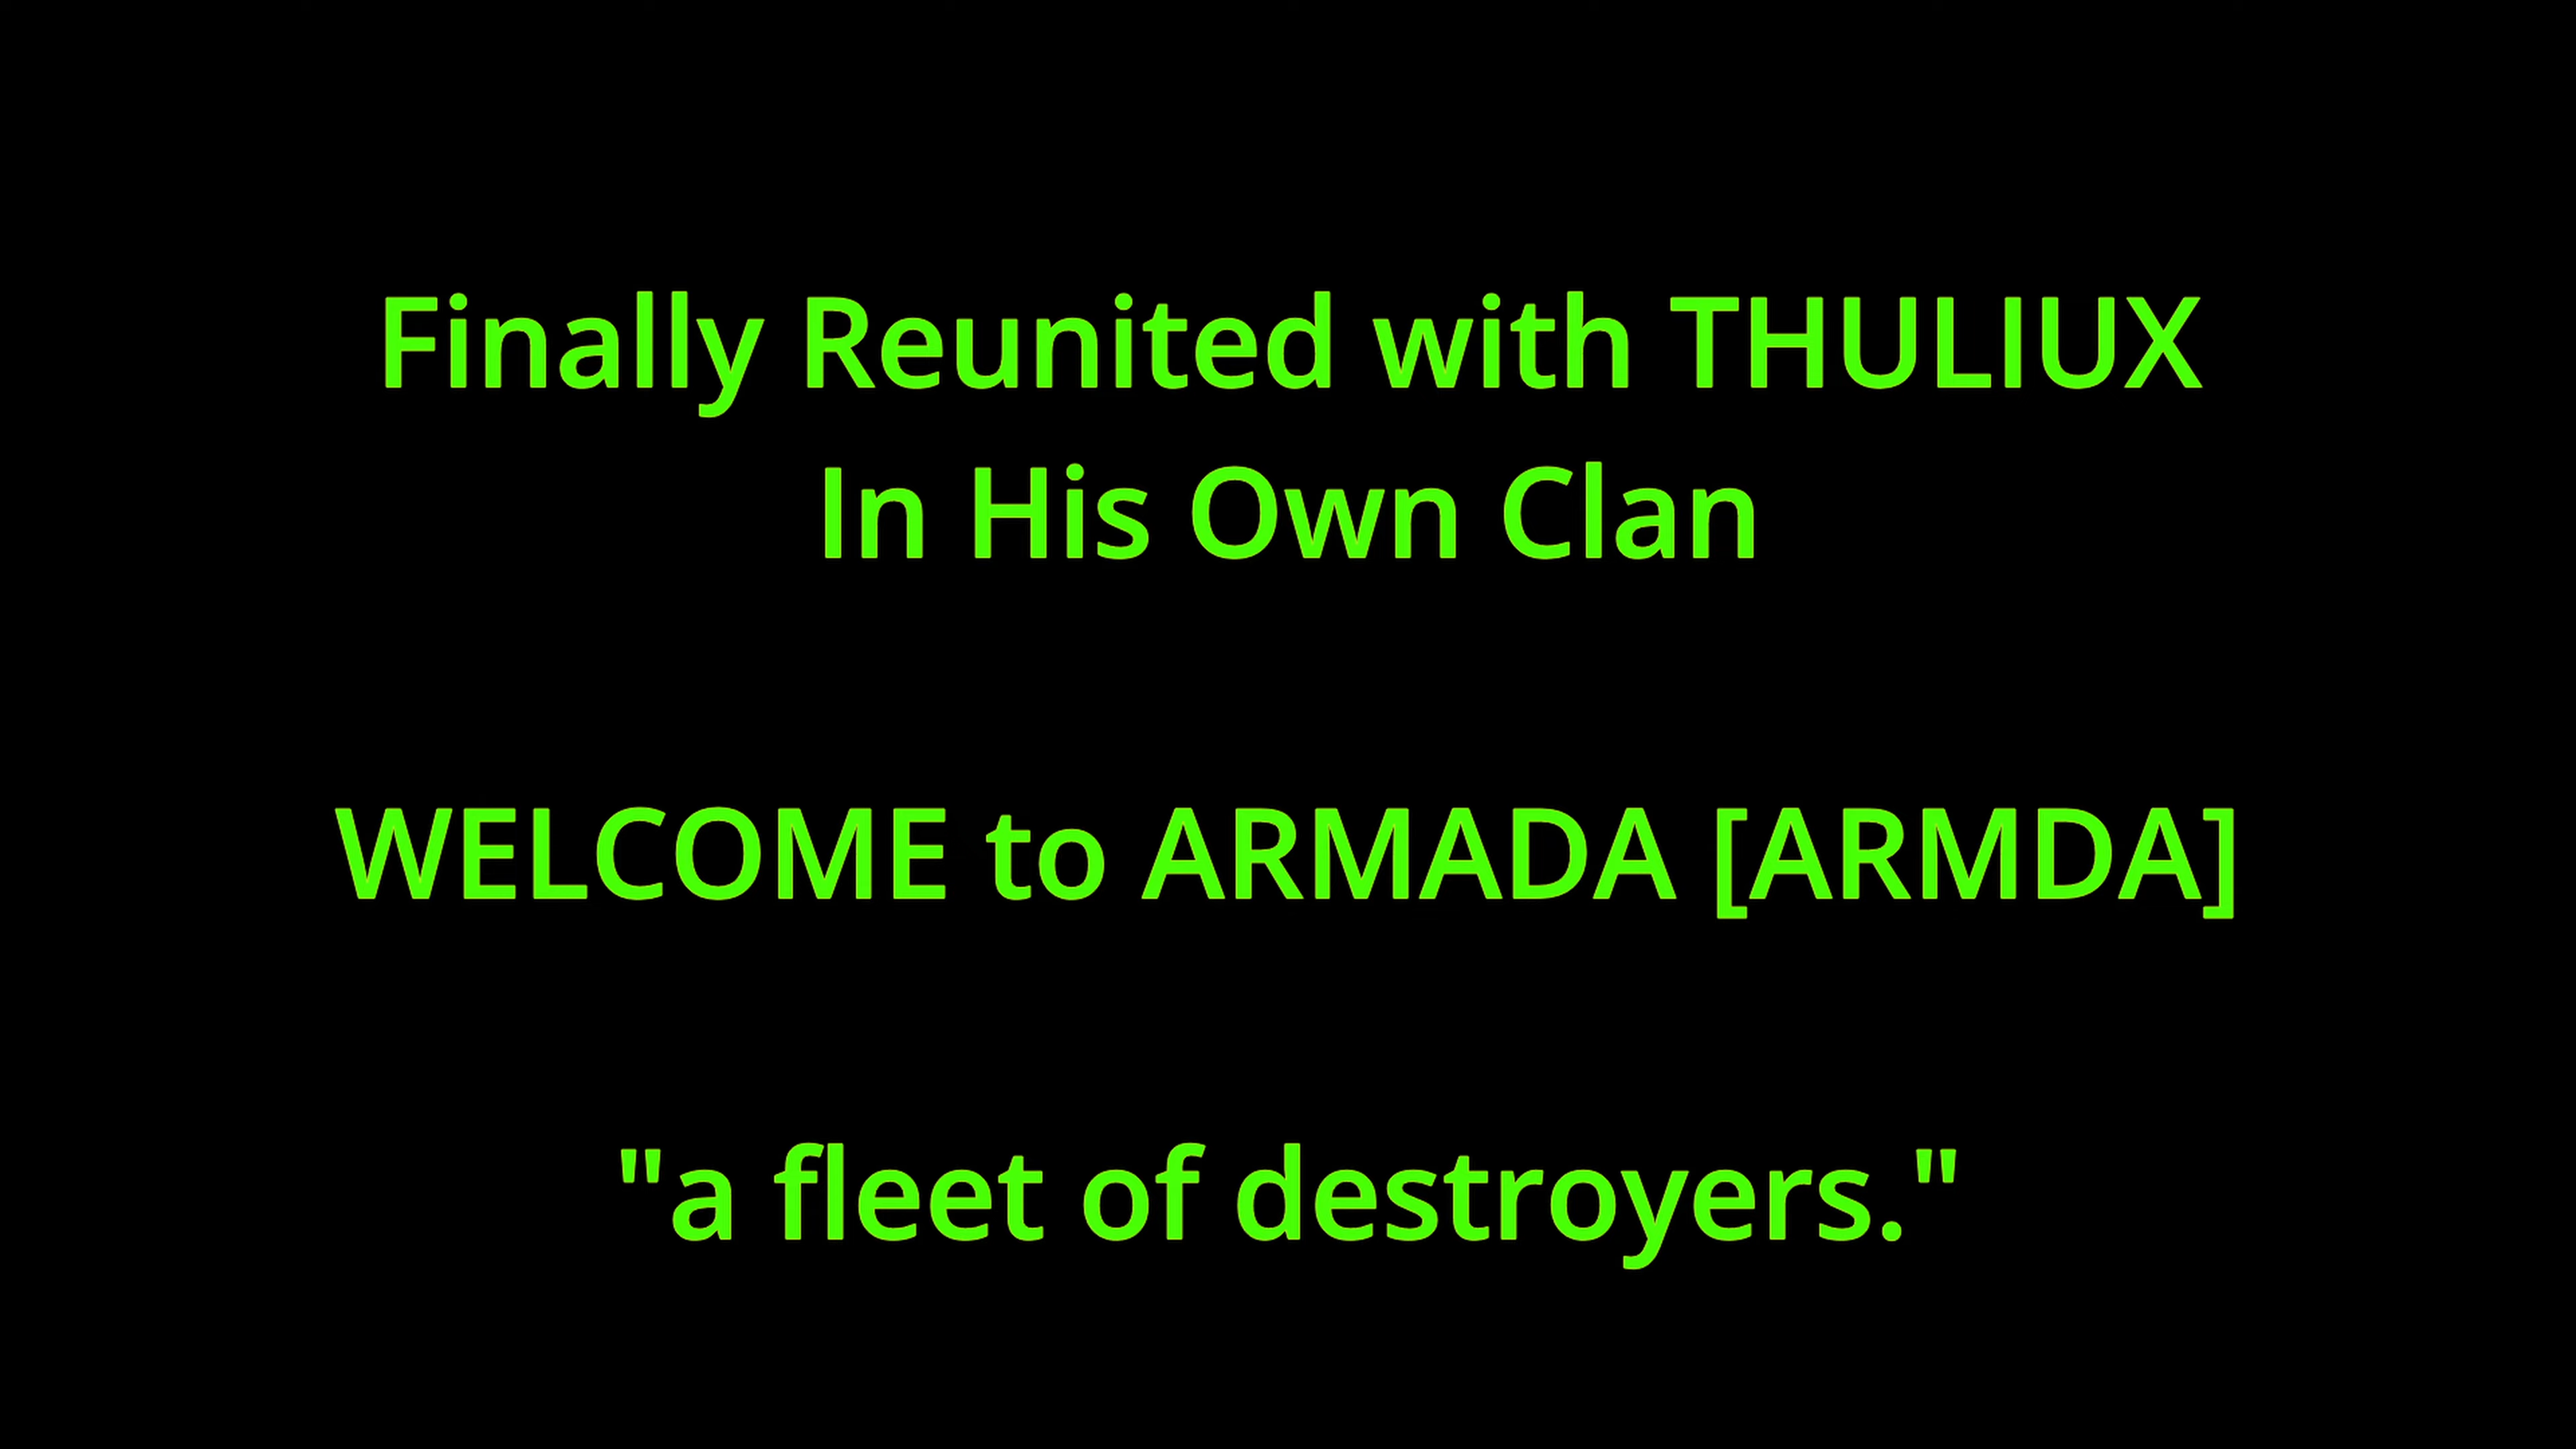 Finally Reunited with THULIUX
In His Own Clan
WELCOME to ARMADA [ARMDA]
"a fleet of destroyers."